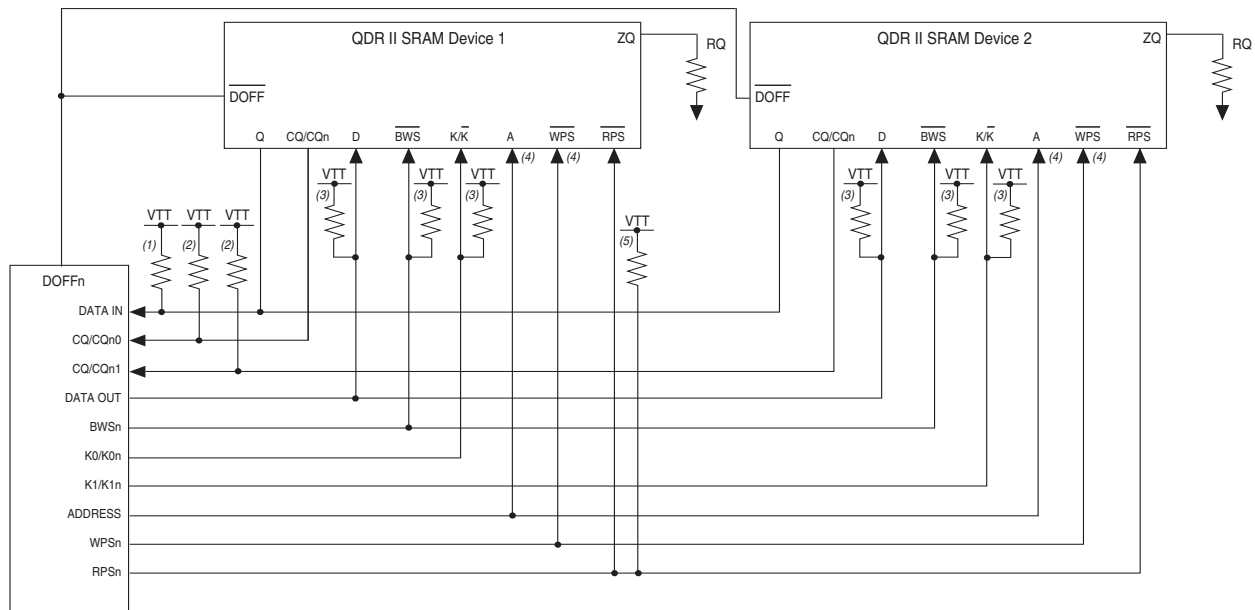 QDR II SRAM Device 1
ZQ
RQ
DOFF
Q CQ/CQn D BWS K/K A WPS RPS
(4) (4)
QDR II SRAM Device 2
ZQ
RQ
DOFF
Q CQ/CQn D BWS K/K A WPS RPS
(4) (4)
VTT VTT VTT
(3) (3) (3)
VTT VTT VTT
(3) (3) (3)
VTT VTT VTT
(1) (2) (2)
VTT
(5)
DOFFn
DATA IN
CQ/CQn0
CQ/CQn1
DATA OUT
BWSn
K0/K0n
K1/K1n
ADDRESS
WPSn
RPSn